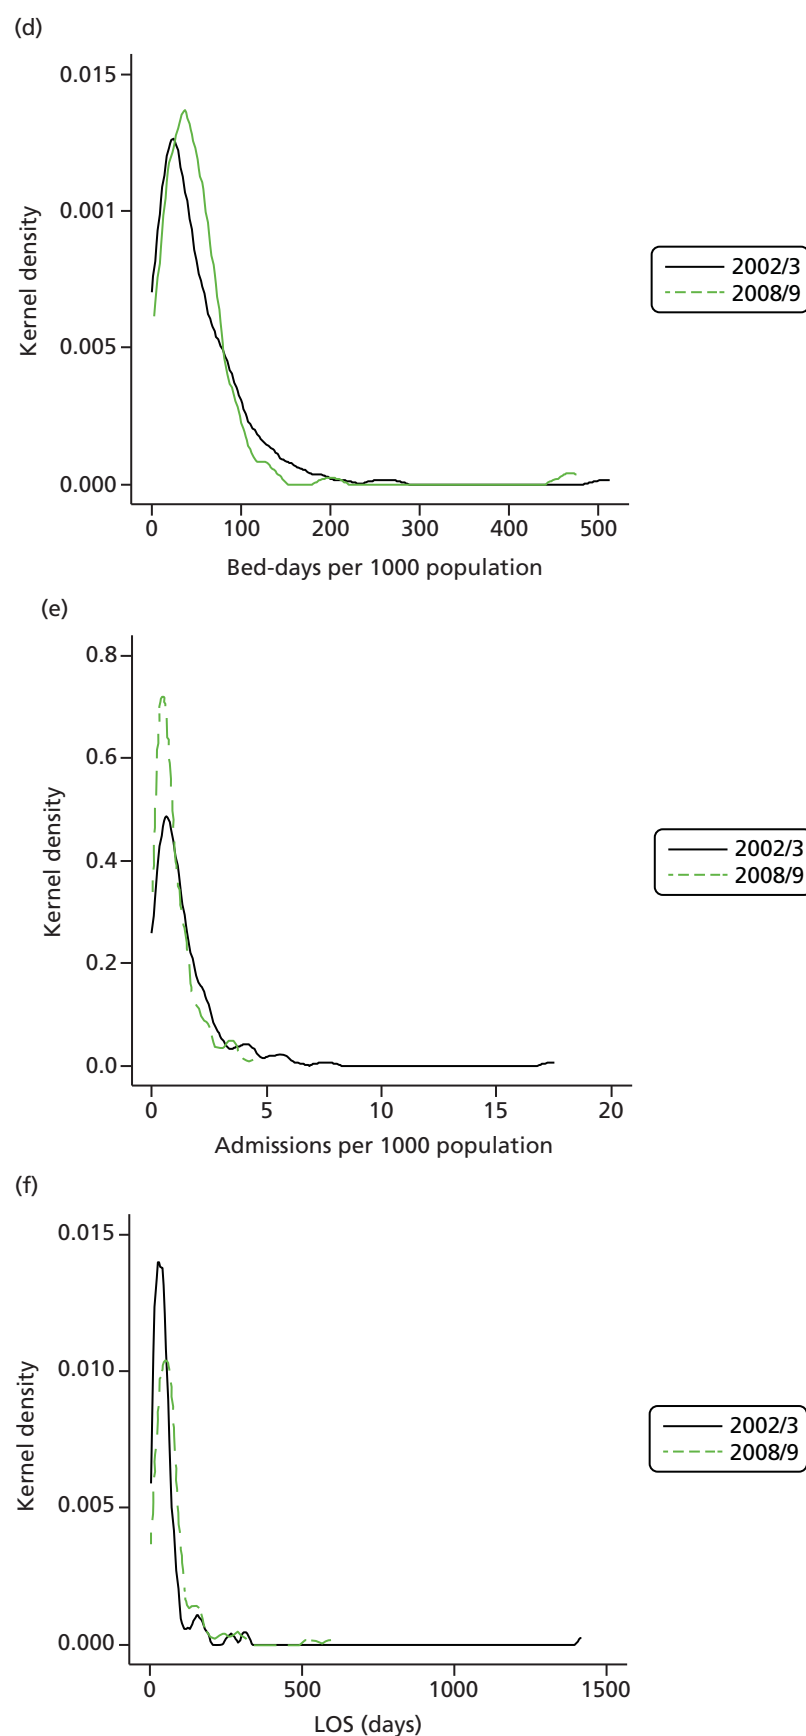 (d)
0.015
0.001
0.005
0.000
Kernel density
0 100 200 300 400 500
Bed-days per 1000 population
2002/3
2008/9
(e)
0.8
0.6
0.4
0.2
0.0
Kernel density
0 5 10 15 20
Admissions per 1000 population
2002/3
2008/9
(f)
0.015
0.010
0.005
0.000
Kernel density
0 500 1000 1500
LOS (days)
2002/3
2008/9